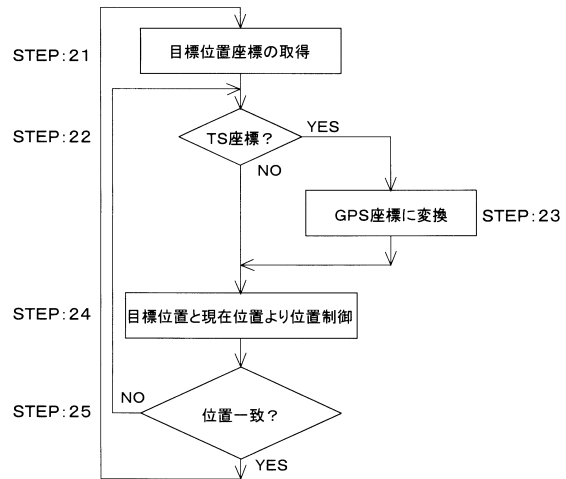 STEP:21
目標位置座標の取得
STEP:22
TS座標?
YES
NO
GPS座標に変換
STEP:23
STEP:24
目標位置と現在位置より位置制御
NO
STEP:25
位置一致?
YES